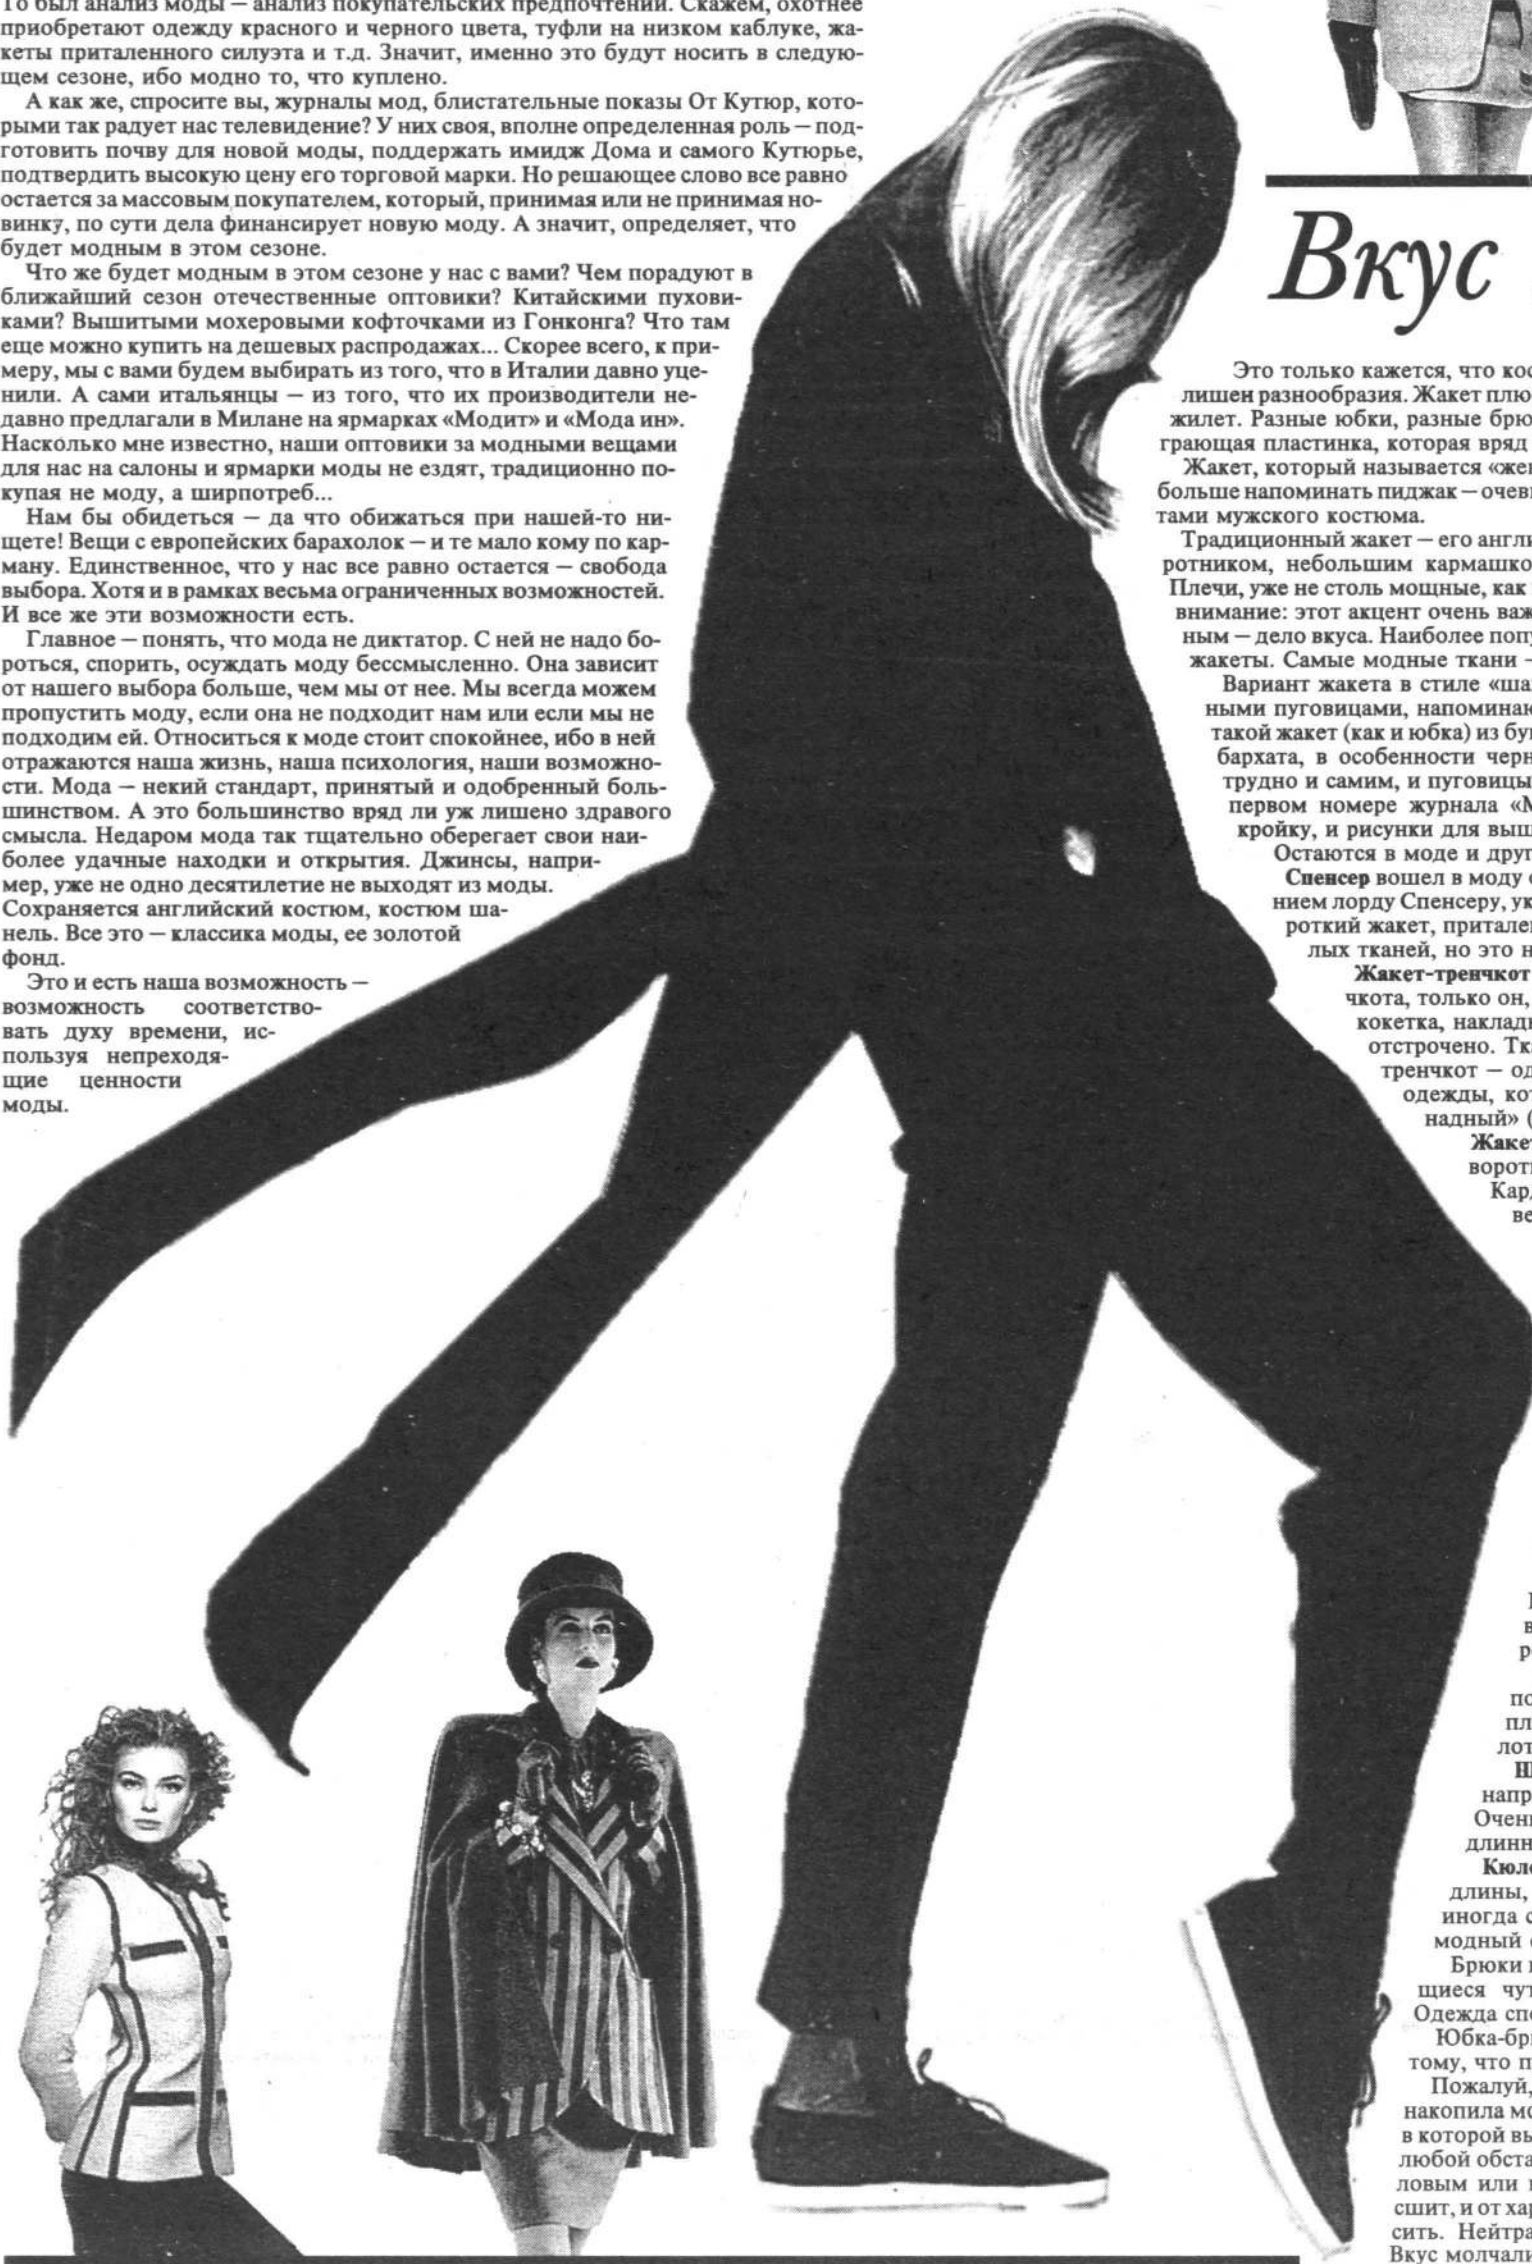 То был анализ моды — анализ покупательских предпочтений. Скажем, охотнее
приобретают одежду красного и черного цвета, туфли на низком каблуке, жа-
кеты приталенного силуэта и т.д. Значит, именно это будут носить в следую-
щем сезоне, ибо модно то, что куплено.
А как же, спросите вы, журналы мод, блистательные показы От Кутюр, кото-
рыми так радует нас телевидение? У них своя, вполне определенная роль — под-
готовить почву для новой моды, поддержать имидж Дома и самого Кутюрье,
подтвердить высокую цену его торговой марки. Но решающее слово все равно
остается за массовым покупателем, который, принимая или не принимая но-
винку, по сути дела финансирует новую моду. А значит, определяет, что
будет модным в этом сезоне.
Что же будет модным в этом сезоне у нас с вами? Чем порадуют в
ближайший сезон отечественные оптовики? Китайскими пухови-
ками? Вышитыми мохеровыми кофточками из Гонконга? Что там
еще можно купить на дешевых распродажах... Скорее всего, к при-
меру, мы с вами будем выбирать из того, что в Италии давно уце-
нили. А сами итальянцы — из того, что их производители не-
давно предлагали в Милане на ярмарках «Модит» и «Мода ин».
Насколько мне известно, наши оптовики за модными вещами
для нас на салоны и ярмарки моды не ездят, традиционно по-
купая не моду, а ширпотреб...
Нам бы обидеться — да что обижаться при нашей-то ни-
щете! Вещи с европейских барахолок — и те мало кому по кар-
ману. Единственное, что у нас все равно остается — свобода
выбора. Хотя и в рамках весьма ограниченных возможностей.
И все же эти возможности есть.
Главное — понять, что мода не диктатор. С ней не надо бо-
роться, спорить, осуждать моду бессмысленно. Она зависит
от нашего выбора больше, чем мы от нее. Мы всегда можем
пропустить моду, если она не подходит нам или если мы не
подходим ей. Относиться к моде стоит спокойнее, ибо в ней
отражаются наша жизнь, наша психология, наши возможно-
сти. Мода — некий стандарт, принятый и одобренный боль-
шинством. А это большинство вряд ли уж лишено здравого
смысла. Недаром мода так тщательно оберегает свои наи-
более удачные находки и открытия. Джинсы, напри-
мер, уже не одно десятилетие не выходят из моды.
Сохраняется английский костюм, костюм ша-
нель. Все это — классика моды, ее золотой
фонд.
Это и есть наша возможность —
возможность соответство-
вать духу времени, ис-
пользуя непреходя-
щие ценности
моды.
Вкус
Это только кажется, что кос
лишен разнообразия. Жакет плю
жилет. Разные юбки, разные брю
грающая пластинка, которая вряд
Жакет, который называется «жен
больше напоминать пиджак — очеви
тами мужского костюма.
Традиционный жакет — его англи
ротником, небольшим кармашко
Плечи, уже не столь мощные, как
внимание: этот акцент очень важ
ным — дело вкуса. Наиболее попу
жакеты. Самые модные ткани —
Вариант жакета в стиле «ша
ными пуговицами, напоминаю
такой жакет (как и юбка) из бук
бархата, в особенности черн
трудно и самим, и пуговицы
первом номере журнала «М
кройку, и рисунки для выш
Остаются в моде и друг
Спенсер вошел в моду
нием лорду Спенсеру, ук
роткий жакет, притале
лых тканей, но это н
Жакет-тренчкот
чкота, только он,
кокетка, наклад
отстрочено. Тк
тренчкот — од
одежды, кот
надный» (
Жакет
ворот
Кар
ве
в
р
по
пл
лот
напр
Очен
длинн
Кюло
длины,
иногда с
модный
Брюки
щиеся чут
Одежда спо
Юбка-бр
тому, что п
Пожалуй,
накопила мо
в которой вы
любой обста
ловым или
сшит, и от хар
сить. Нейтра
Вкус молчали